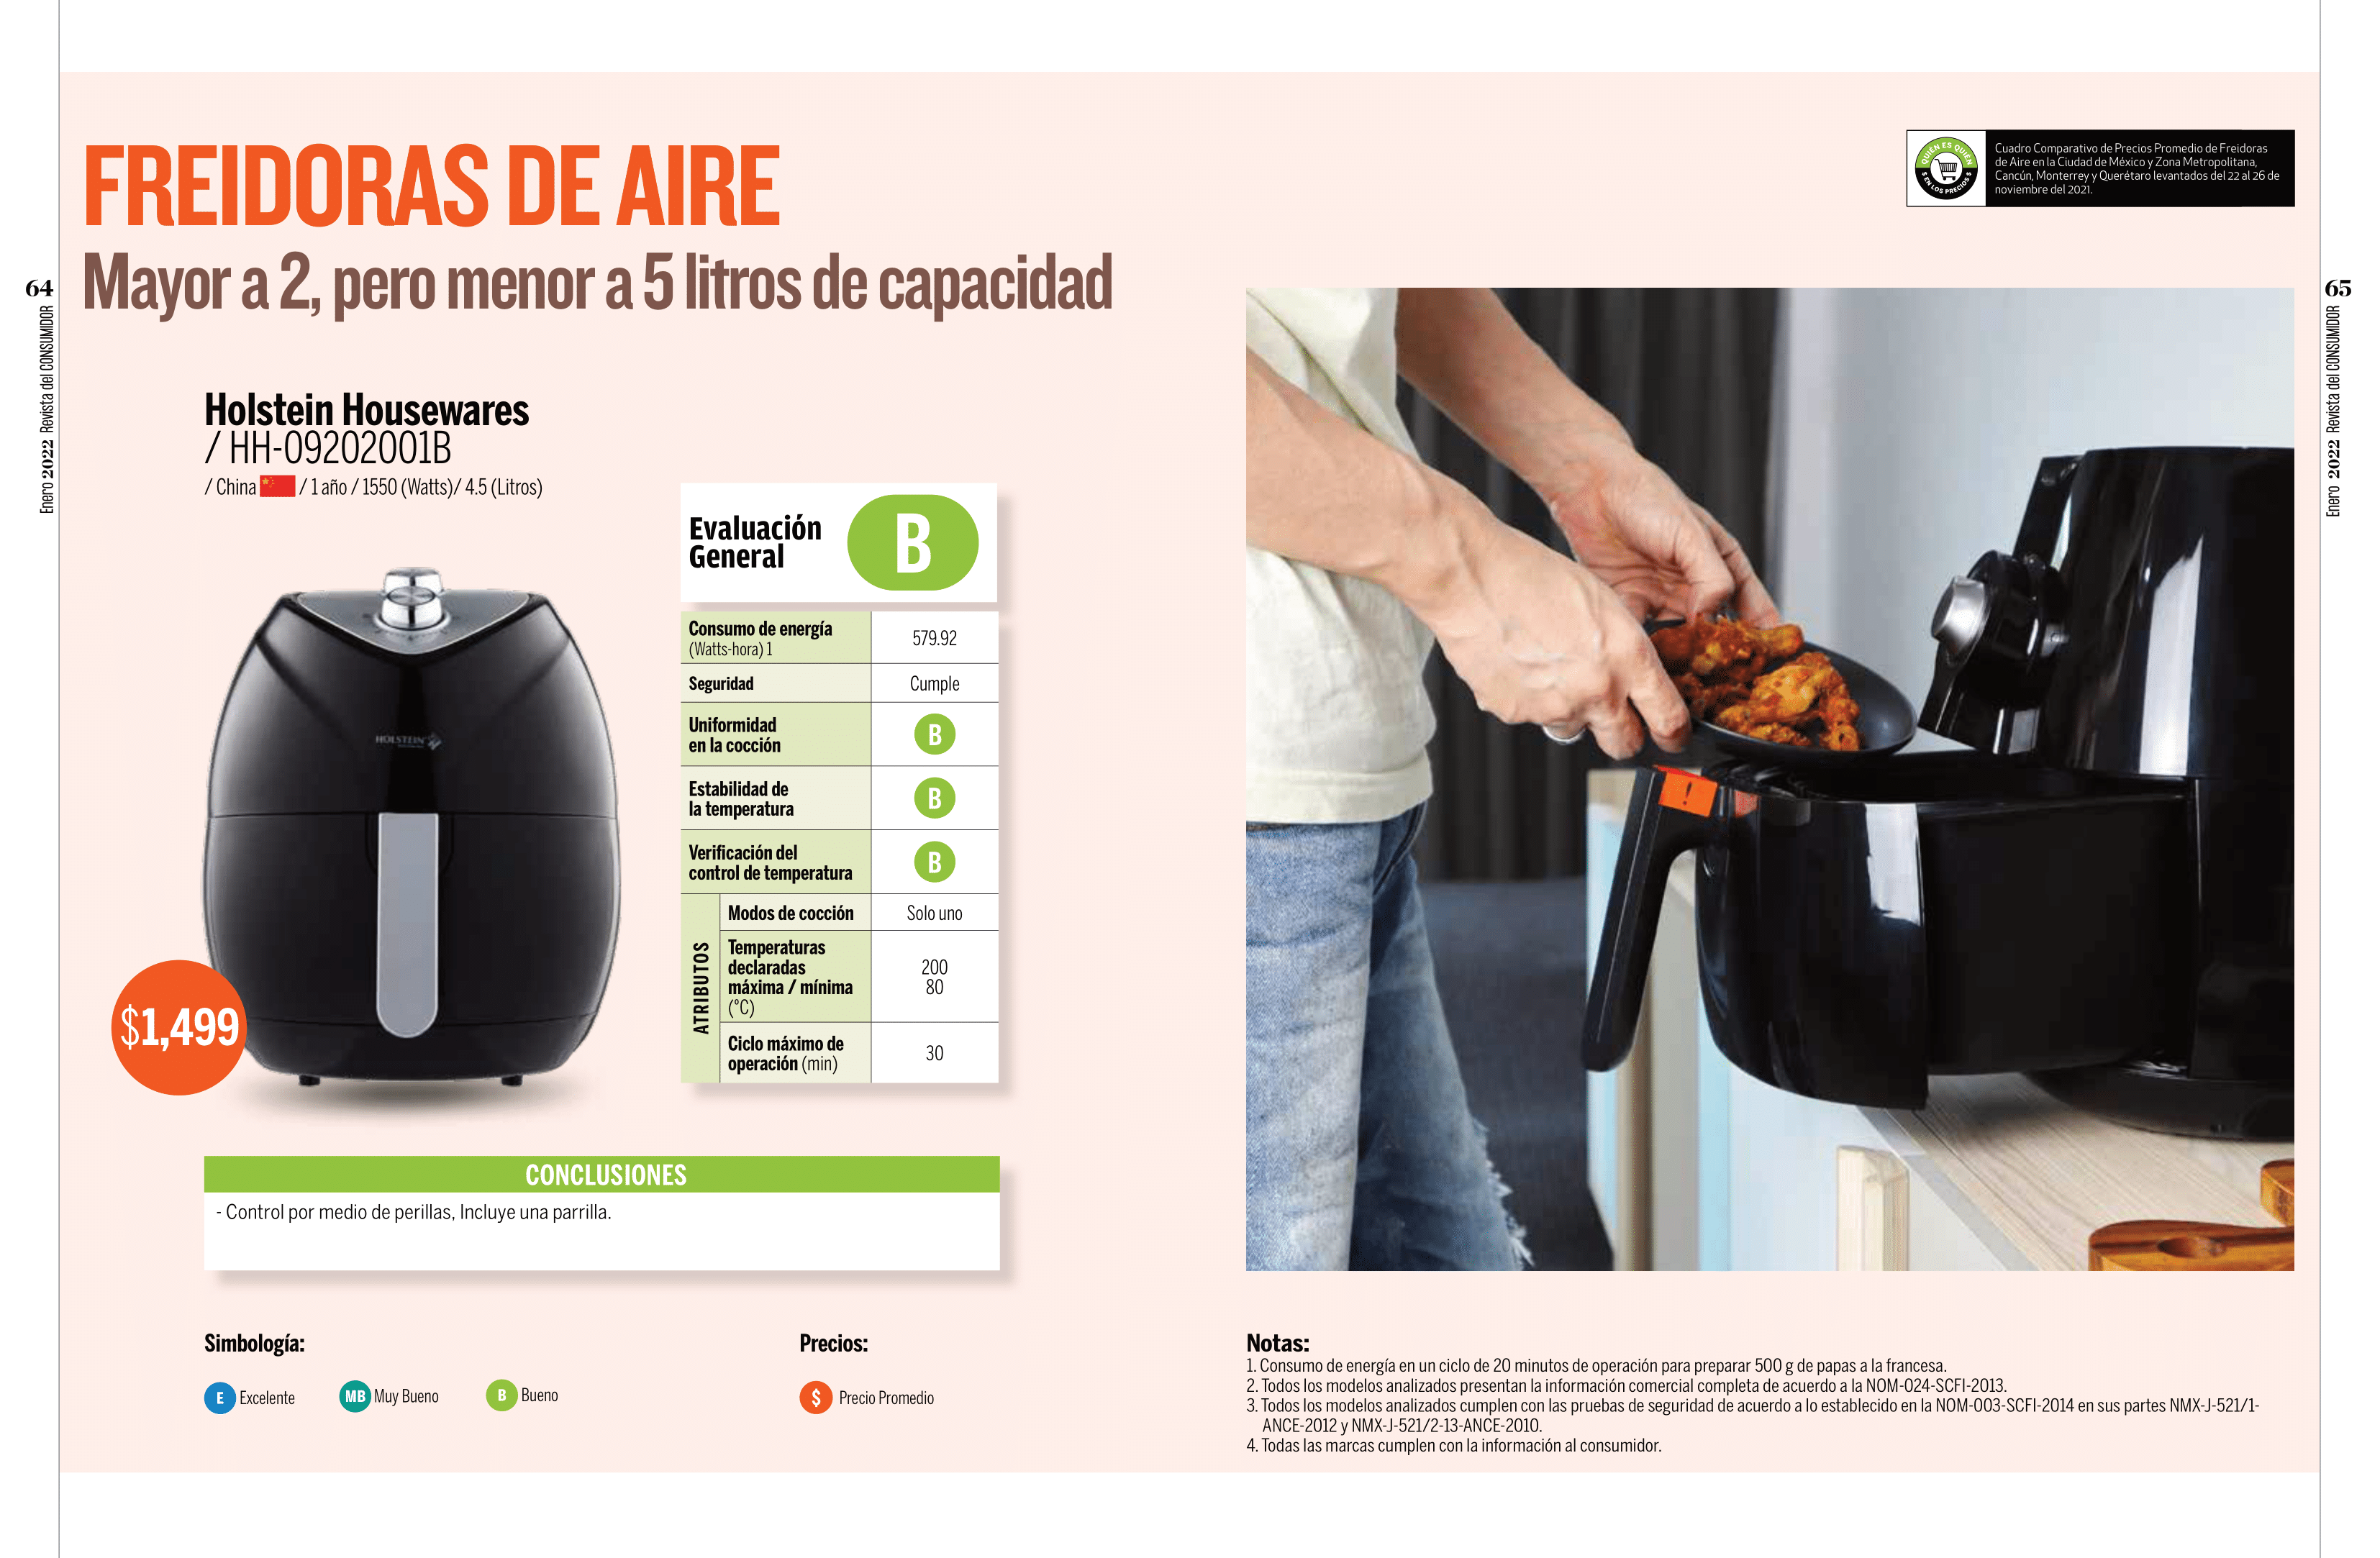 FREIDORAS DE AIRE
Mayor a 2, pero menor a 5 litros de capacidad
64
Enero 2022 Revista del CONSUMIDOR
Holstein Housewares
/ HH-09202001B
/ China / 1 año / 1550 (Watts)/ 4.5 (Litros)
HOLSTEIN
$1,499
Evaluación
General
B
Consumo de energía
(Watts-hora) 1
579.92
Seguridad
Cumple
Uniformidad
en la cocción
B
Estabilidad de
la temperatura
B
Verificación del
control de temperatura
B
ATRIBUTOS
Modos de cocción
Solo uno
Temperaturas
declaradas
máxima / mínima
(°C)
200
80
Ciclo máximo de
operación (min)
30
CONCLUSIONES
- Control por medio de perillas, Incluye una parrilla.
Simbología:
E Excelente
MB Muy Bueno
B Bueno
Precios:
$ Precio Promedio
QUIÉN ES QUIÉN
$ EN LOS PRECIOS $
Cuadro Comparativo de Precios Promedio de Freidoras
de Aire en la Ciudad de México y Zona Metropolitana,
Cancún, Monterrey y Querétaro levantados del 22 al 26 de
noviembre del 2021.
65
Enero 2022 Revista del CONSUMIDOR
!
Notas:
1. Consumo de energía en un ciclo de 20 minutos de operación para preparar 500 g de papas a la francesa.
2. Todos los modelos analizados presentan la información comercial completa de acuerdo a la NOM-024-SCFI-2013.
3. Todos los modelos analizados cumplen con las pruebas de seguridad de acuerdo a lo establecido en la NOM-003-SCFI-2014 en sus partes NMX-J-521/1-
ANCE-2012 y NMX-J-521/2-13-ANCE-2010.
4. Todas las marcas cumplen con la información al consumidor.